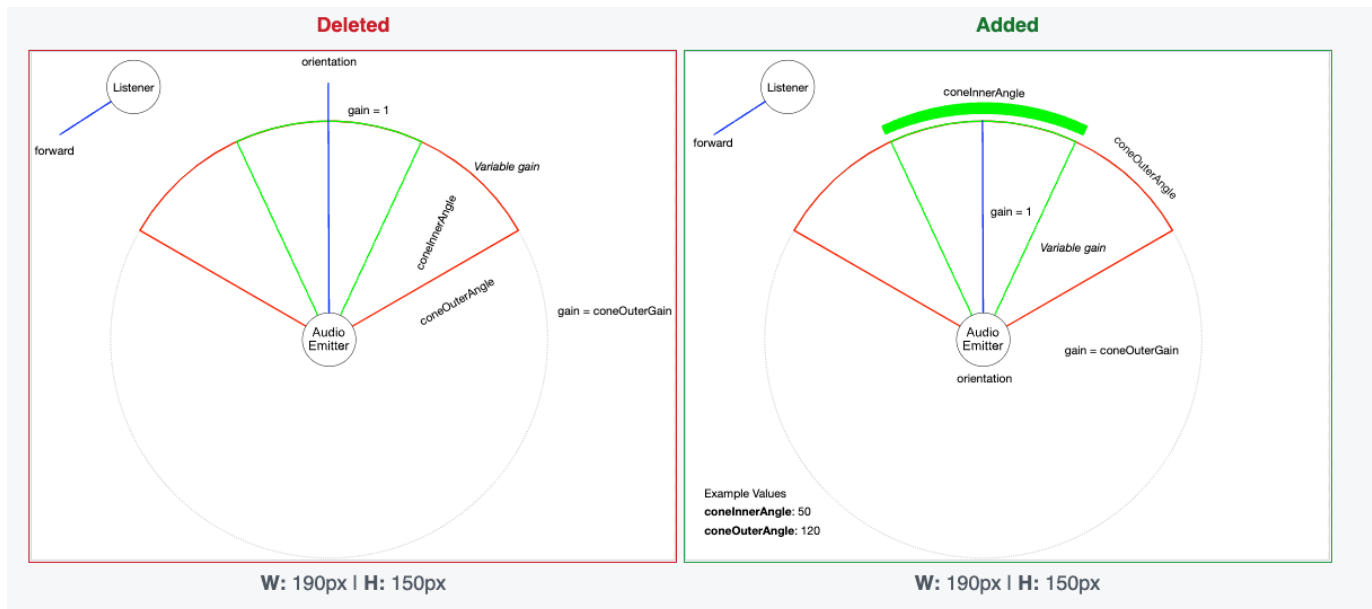 Deleted
orientation
Listener
gain = 1
forward
Variable gain
coneInnerAngle
coneOuterAngle
gain = coneOuterGain
Audio
Emitter
W: 190px | H: 150px
Added
Listener
coneInnerAngle
forward
coneOuterAngle
gain = 1
Variable gain
Audio
Emitter
gain = coneOuterGain
orientation
Example Values
coneInnerAngle: 50
coneOuterAngle: 120
W: 190px | H: 150px